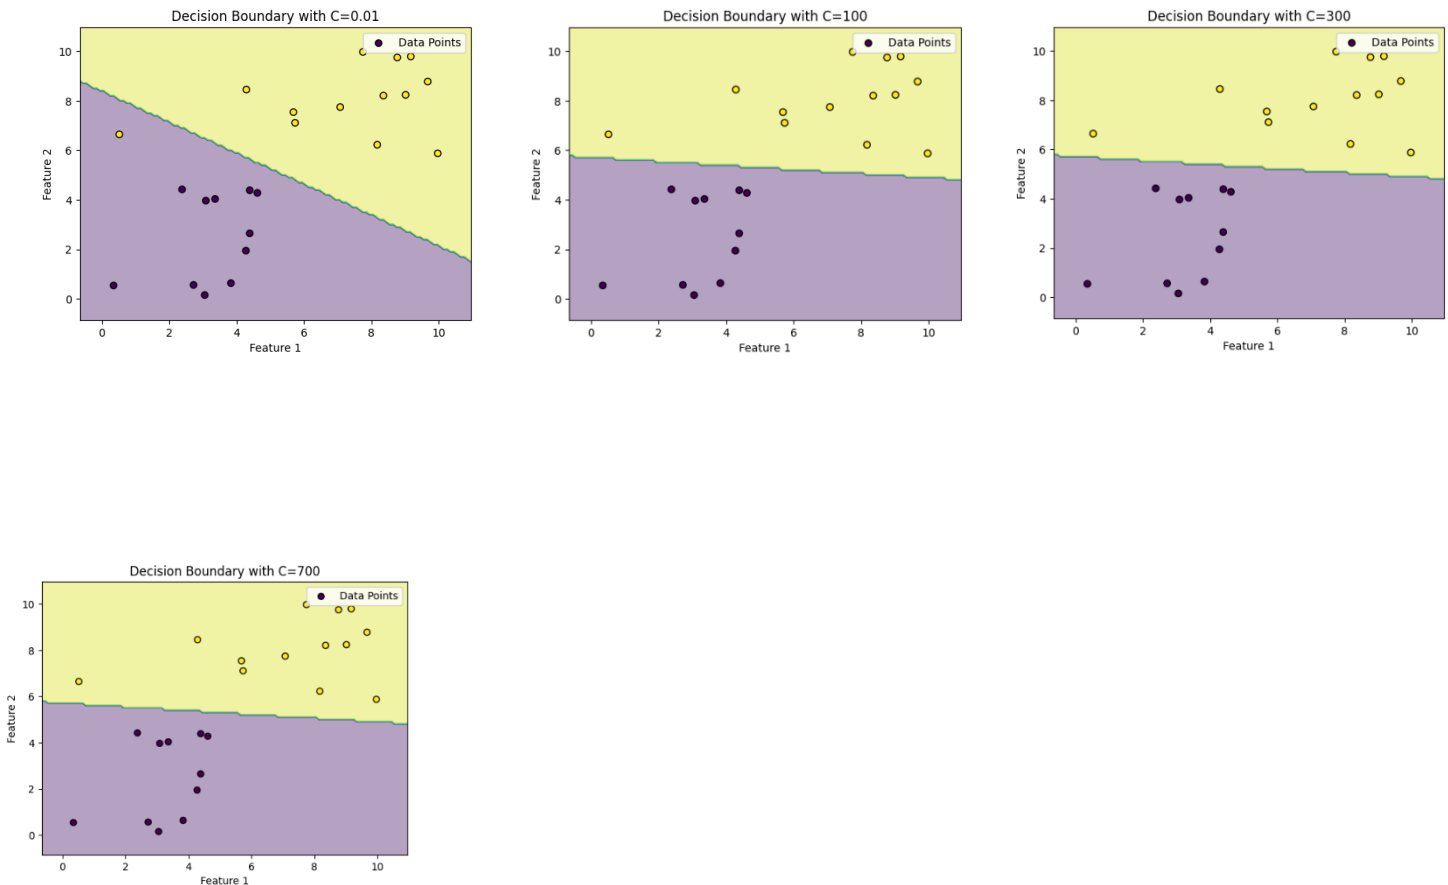 Decision Boundary with C=0.01
Data Points
Feature 2
10
8
6
4
2
0
0 2 4 6 8 10
Feature 1
Decision Boundary with C=100
Data Points
Feature 2
10
8
6
4
2
0
0 2 4 6 8 10
Feature 1
Decision Boundary with C=300
Data Points
Feature 2
10
8
6
4
2
0
0 2 4 6 8 10
Feature 1
Decision Boundary with C=700
Data Points
Feature 2
10
8
6
4
2
0
0 2 4 6 8 10
Feature 1